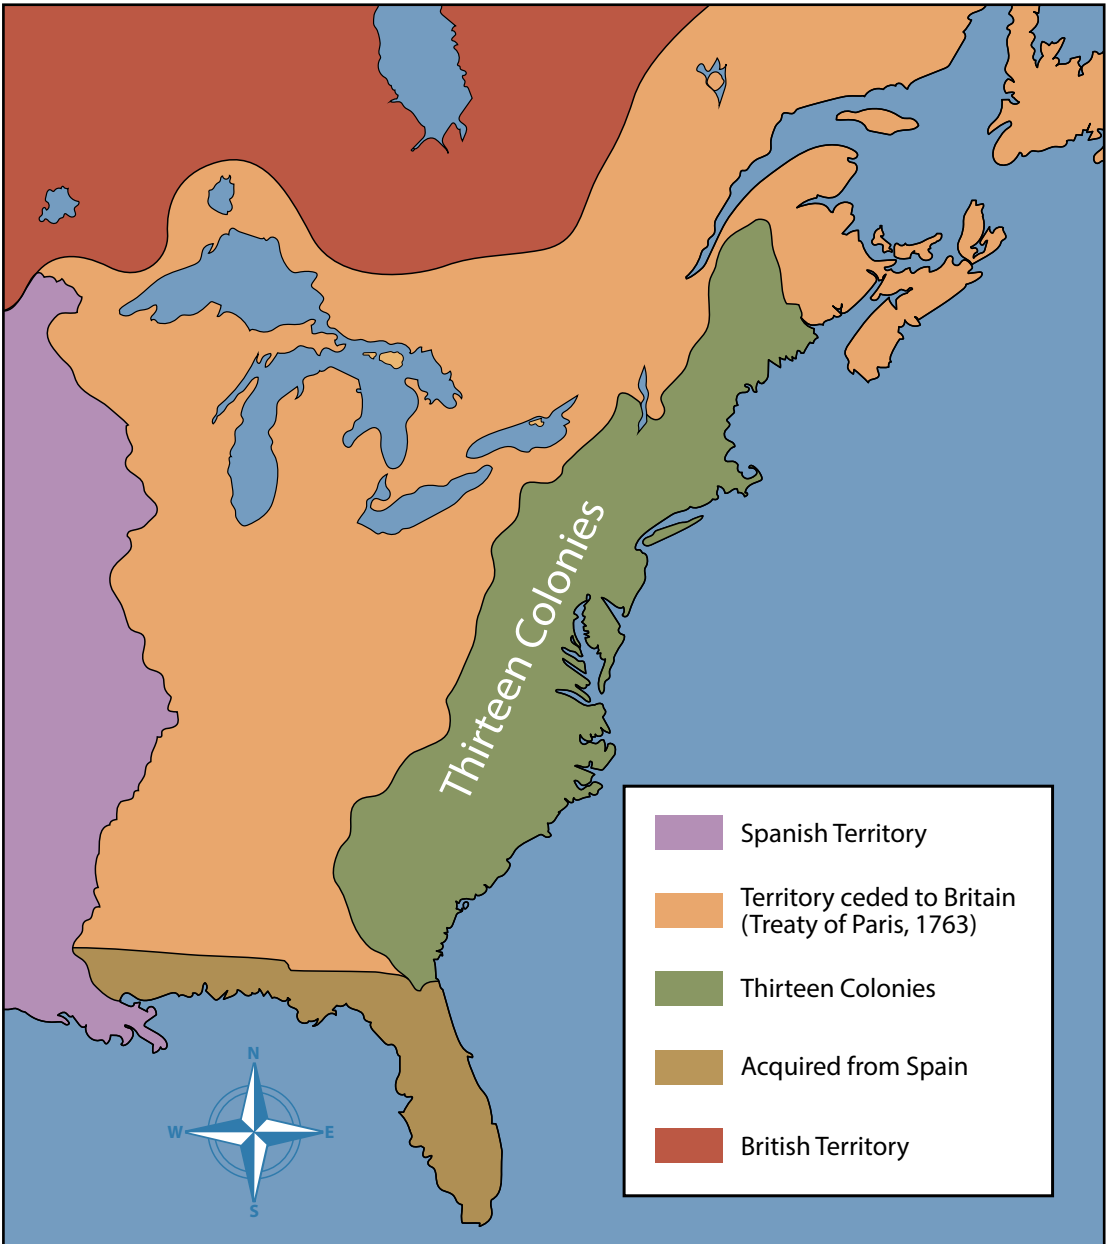 Thirteen Colonies
Spanish Territory
Territory ceded to Britain
(Treaty of Paris, 1763)
Thirteen Colonies
Acquired from Spain
British Territory
N
W
E
S